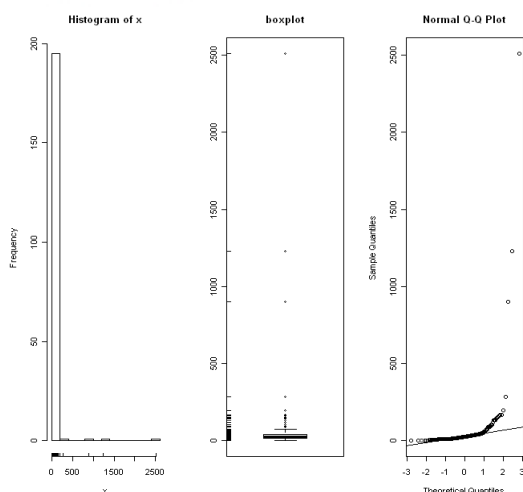 Histogram of x
200
150
100
50
0
Frequency
0 500 1500 2500
x
boxplot
2500
2000
1500
1000
500
0
Normal Q-Q Plot
2500
2000
1500
1000
500
0
Sample Quantiles
-3 -2 -1 0 1 2 3
Theoretical Quantiles